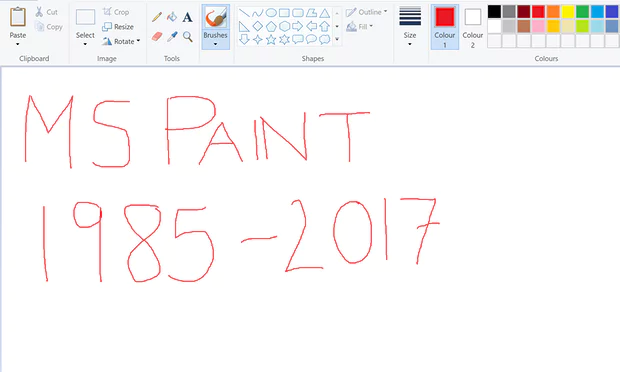 Paste
Cut
Copy
Clipboard
Select
Crop
Resize
Rotate
Image
A
Tools
Brushes
Outline
Fill
Shapes
Size
Colour 1
Colour 2
Colours
MS PAINT
1985-2017